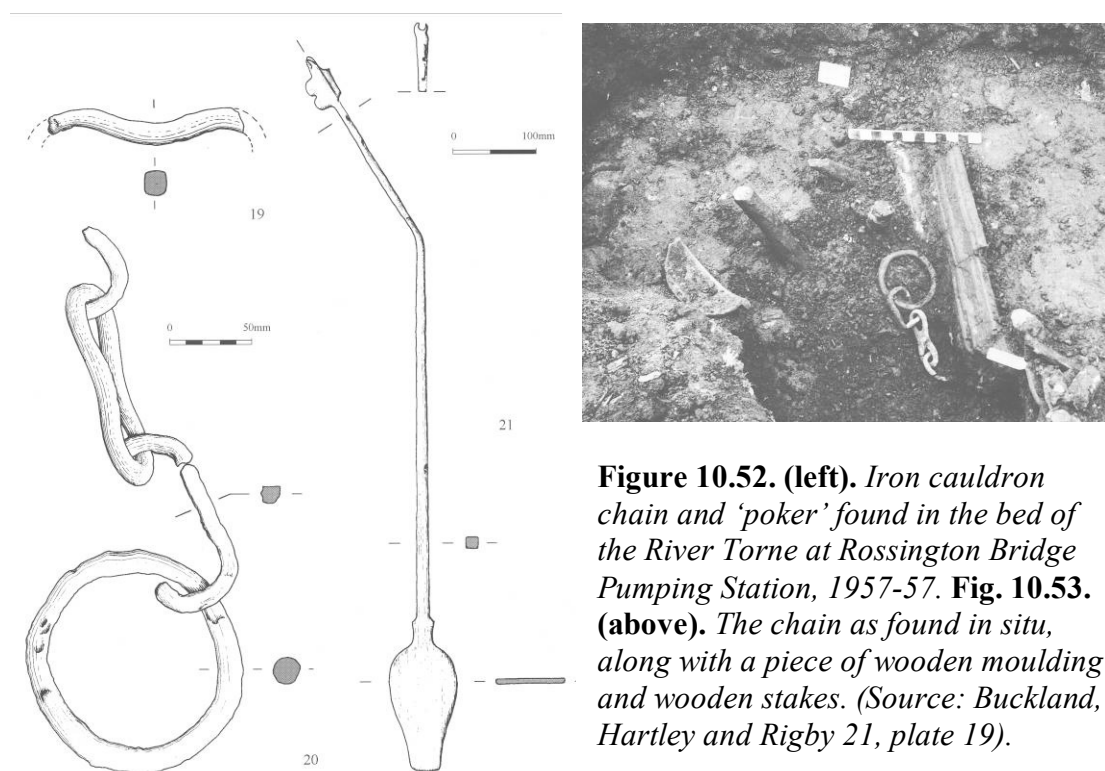 0 100mm
19
0 50mm
21
20
Figure 10.52. (left). Iron cauldron
chain and ‘poker’ found in the bed of
the River Torne at Rossington Bridge
Pumping Station, 1957-57. Fig. 10.53.
(above). The chain as found in situ,
along with a piece of wooden moulding
and wooden stakes. (Source: Buckland,
Hartley and Rigby 21, plate 19).